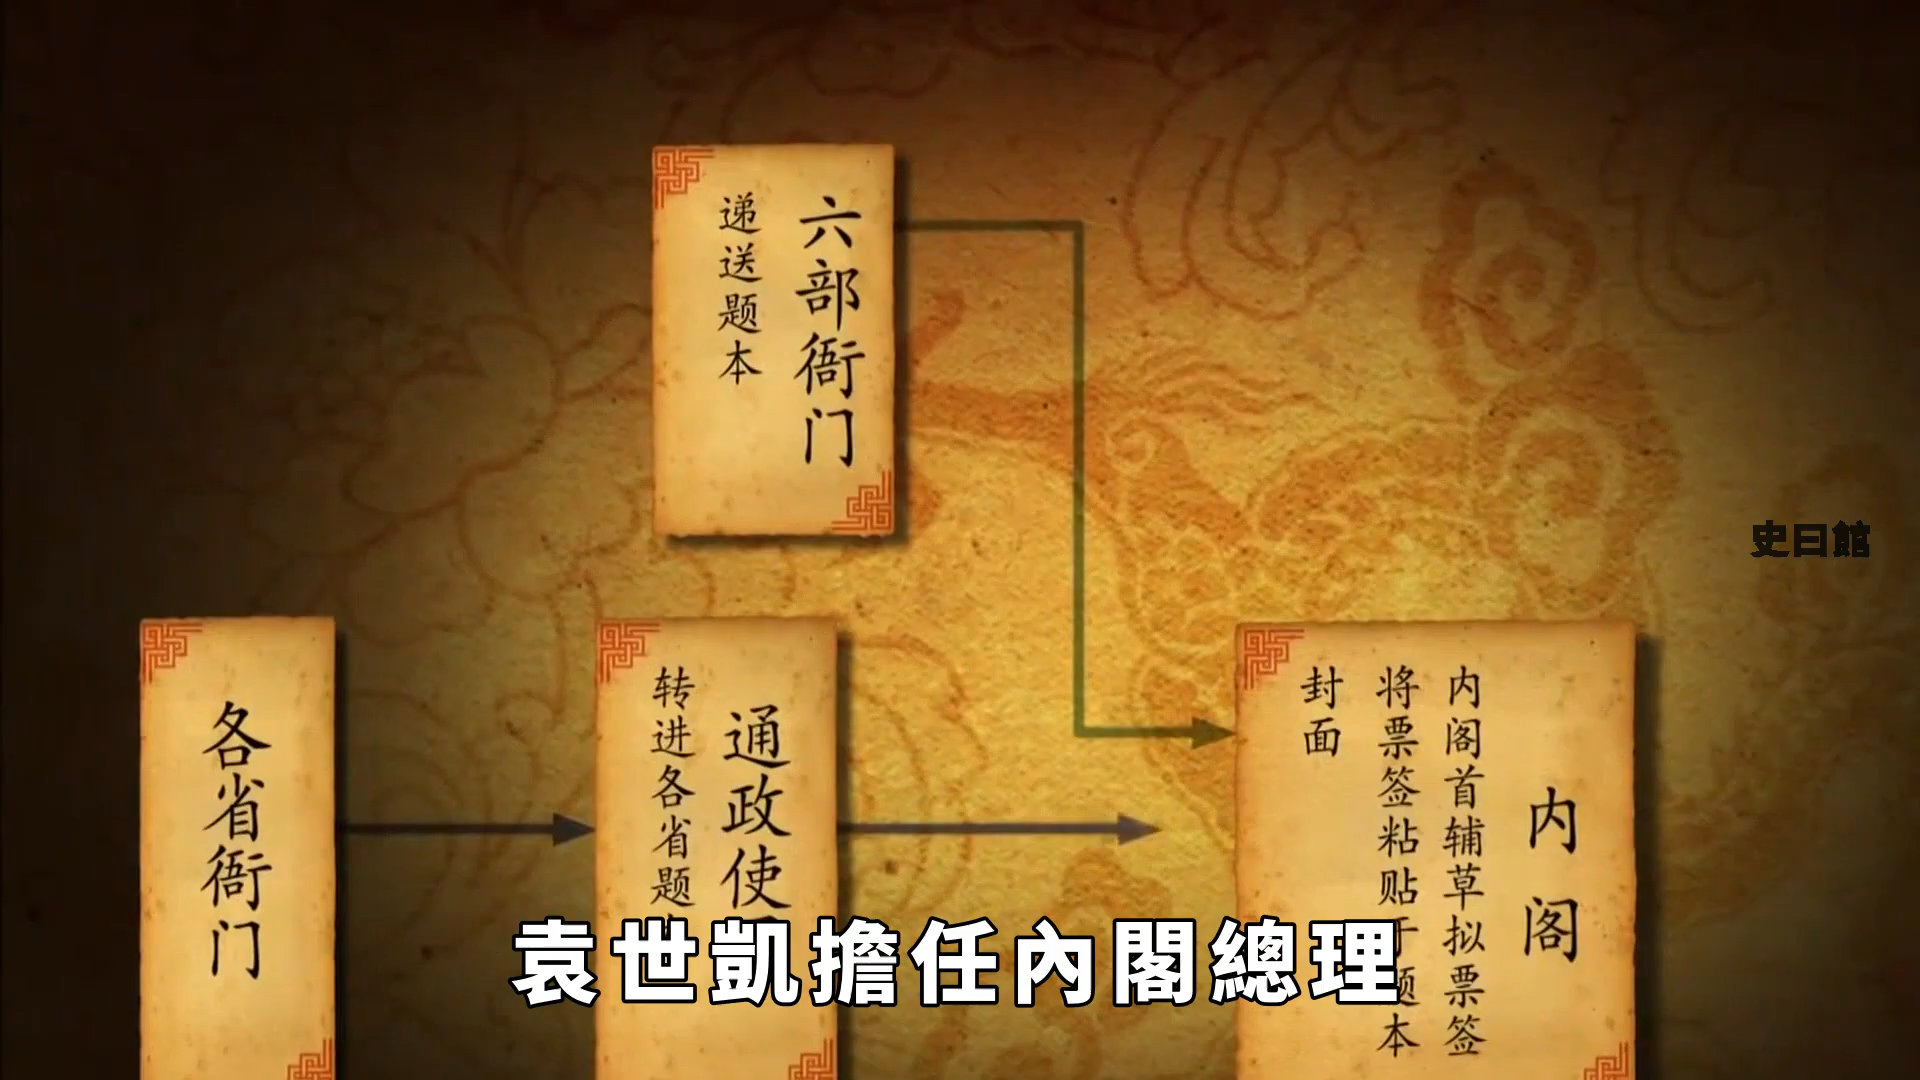 六部衙门
递送题本
史曰館
各省衙门
通政使
转进各省题
内阁
内阁首辅草拟票签
将票签粘贴于题本
封面
袁世凱擔任內閣總理